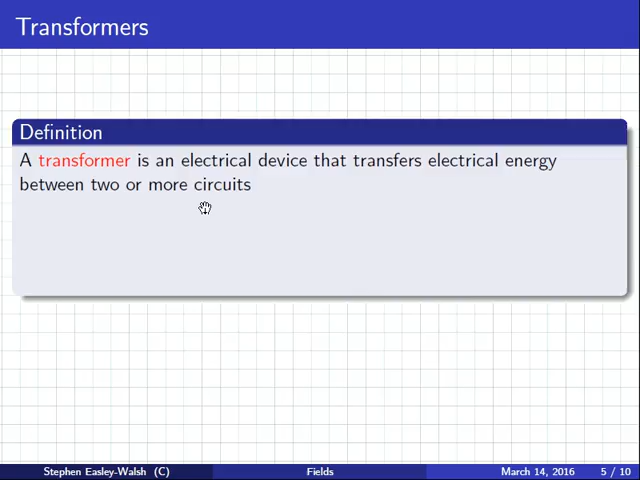 Transformers
Definition
A transformer is an electrical device that transfers electrical energy
between two or more circuits
Stephen Easley-Walsh (C) Fields March 14, 2016 5 / 10